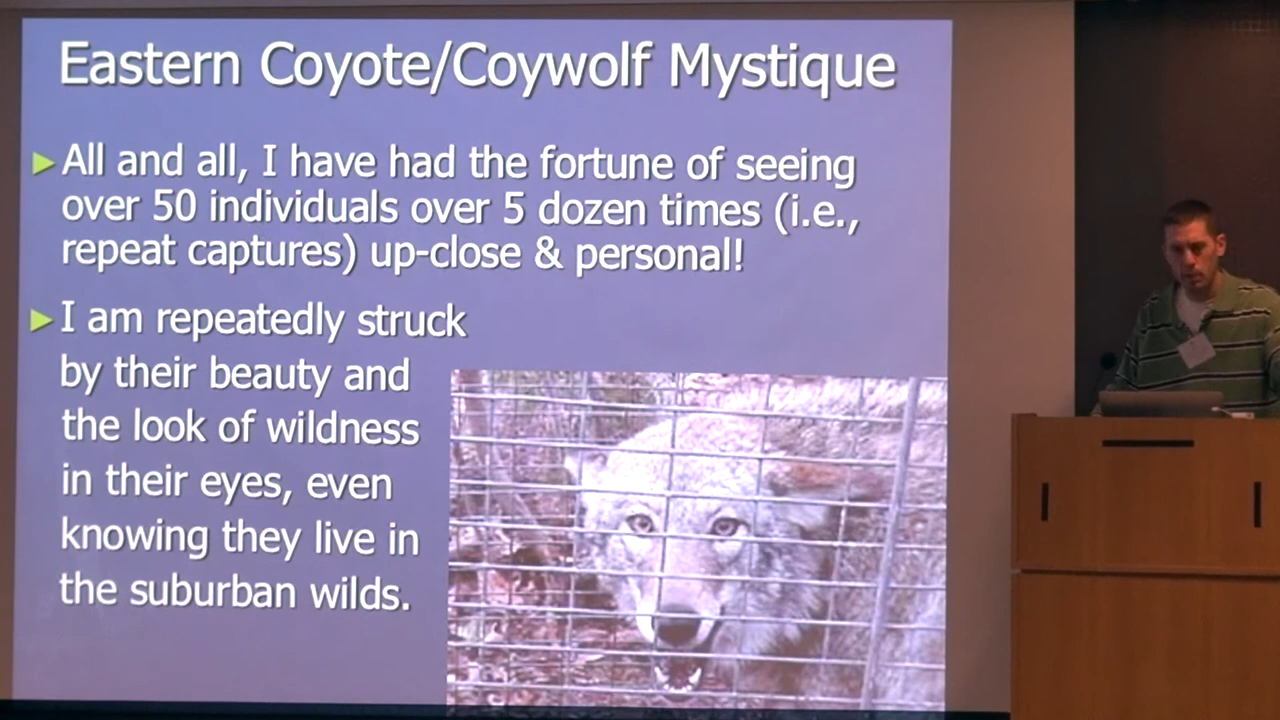 Eastern Coyote/Coywolf Mystique
All and all, I have had the fortune of seeing
over 50 individuals over 5 dozen times (i.e.,
repeat captures) up-close & personal!
I am repeatedly struck
by their beauty and
the look of wildness
in their eyes, even
knowing they live in
the suburban wilds.